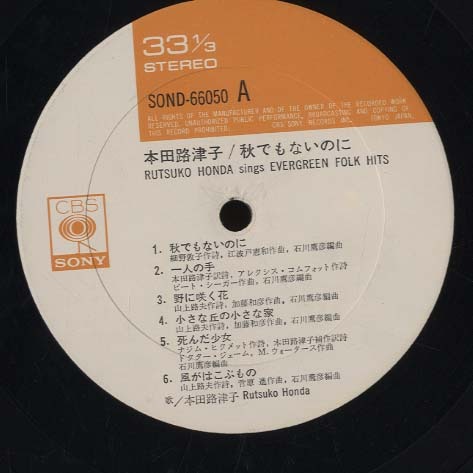 33 1/3
STEREO
SOND-66050 A
ALL RIGHTS OF THE MANUFACTURER AND OF THE OWNER OF THE RECORDED WORK
RESERVED. UNAUTHORIZED PUBLIC PERFORMANCE, BROADCASTING AND COPYING OF
THIS RECORD PROHIBITED. CBS SONY RECORDS INC. TOKYO JAPAN.
本田路津子/秋でもないのに
RUTSUKO HONDA sings EVERGREEN FOLK HITS
CBS
SONY
1. 秋でもないのに
細野敦子作詩、江波戸憲和作曲、石川鷹彦編曲
2. 一人の手
本田路津子訳詩、アレクシス・コムフォット作詩
ピート・シーガー作曲、石川鷹彦編曲
3. 野に咲く花
山上路夫作詩、加藤和彦作曲、石川鷹彦編曲
4. 小さな丘の小さな家
山上路夫作詩、加藤和彦作曲、石川鷹彦編曲
5. 死んだ少女
ナジム・ヒクメット作詩、本田路津子補作訳詩
ドクター・ジェーム、M.ウォータース作曲
石川鷹彦編曲
6. 風がはこぶもの
山上路夫作詩、菅原 進作曲、石川鷹彦編曲
歌/本田路津子 Rutsuko Honda